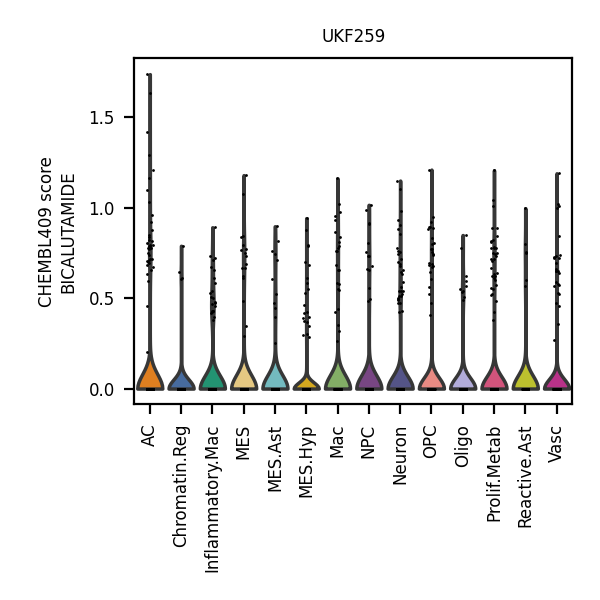 UKF259
CHEMBL409 score
BICALUTAMIDE
1.5
1.0
0.5
0.0
AC
Chromatin.Reg
Inflammatory.Mac
MES
MES.Ast
MES.Hyp
Mac
NPC
Neuron
OPC
Oligo
Prolif.Metab
Reactive.Ast
Vasc